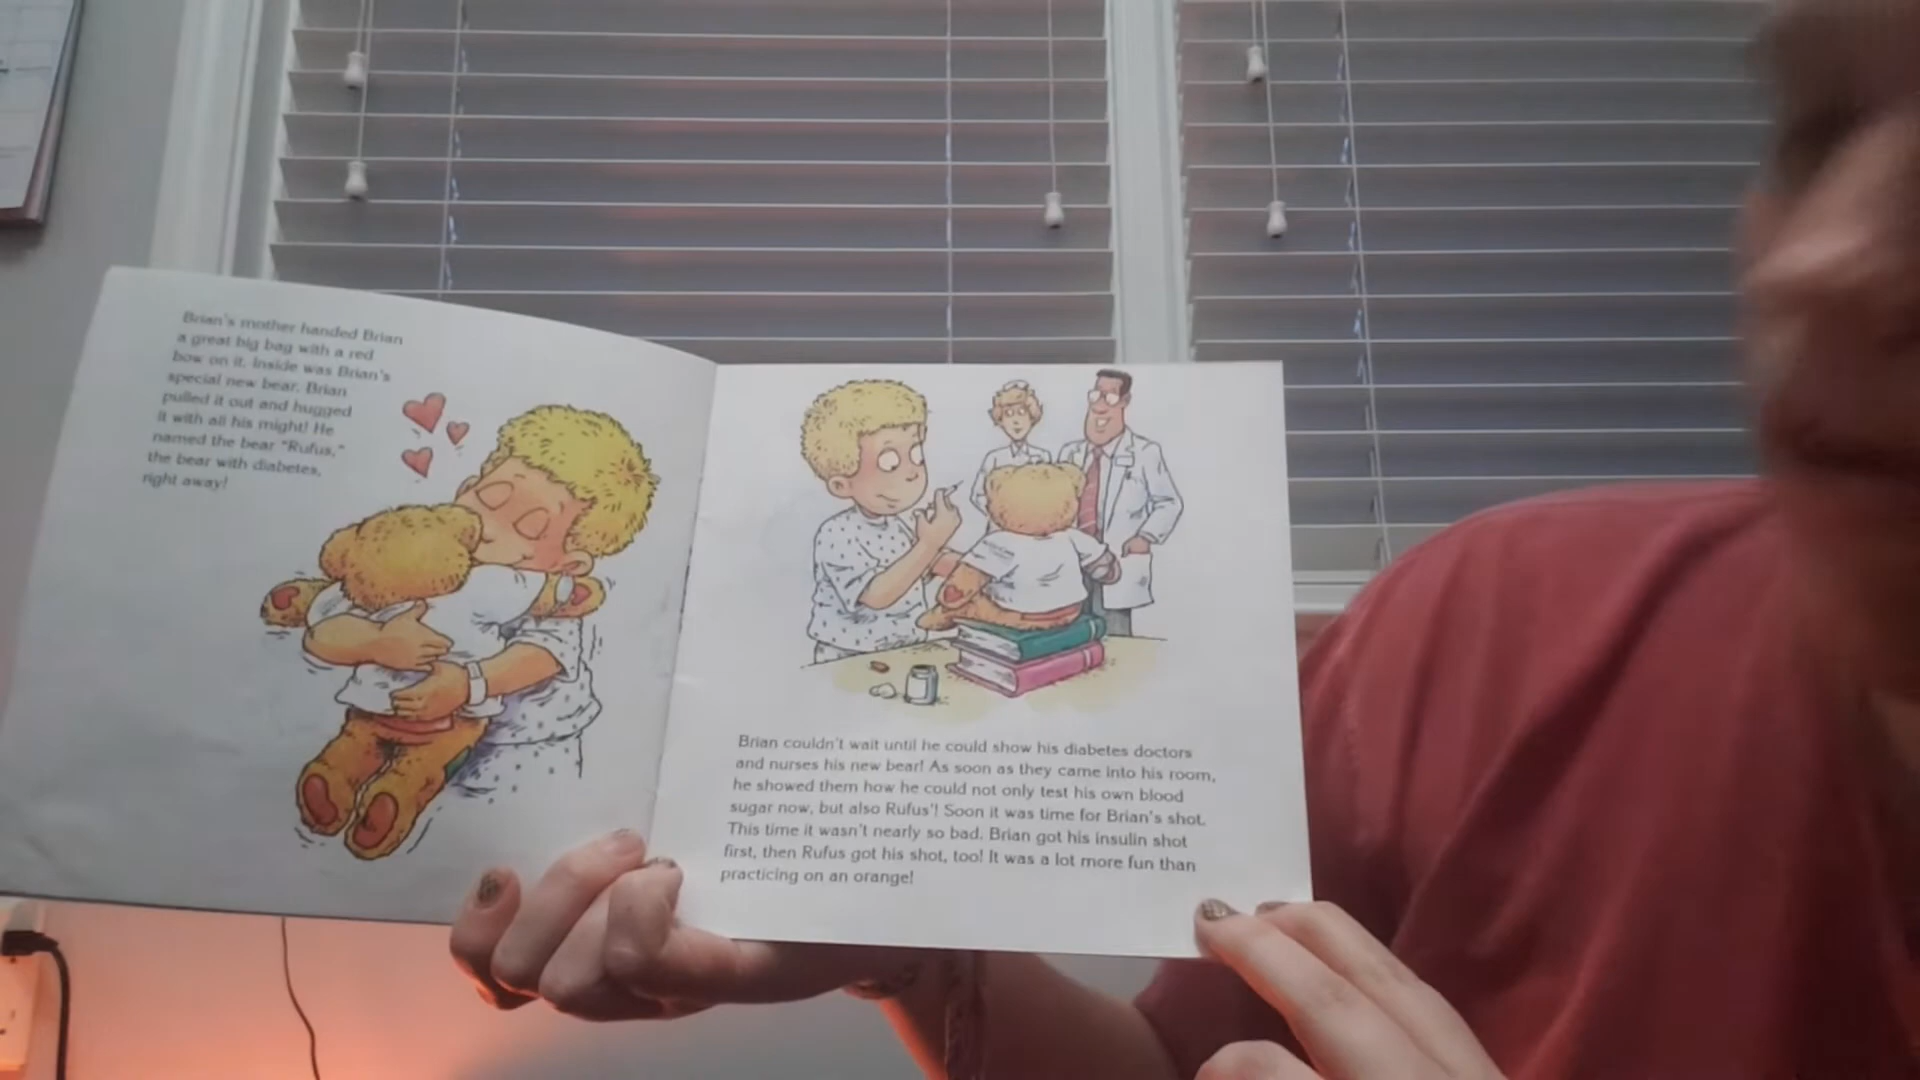 Brian's mother handed Brian
a great big bag with a red
bow on it. Inside was Brian's
special new bear. Brian
pulled it out and hugged
it with all his might! He
named the bear "Rufus,"
the bear with diabetes,
right away!
Brian couldn't wait until he could show his diabetes doctors
and nurses his new bear! As soon as they came into his room,
he showed them how he could not only test his own blood
sugar now, but also Rufus'! Soon it was time for Brian's shot.
This time it wasn't nearly so bad. Brian got his insulin shot
first, then Rufus got his shot, too! It was a lot more fun than
practicing on an orange!